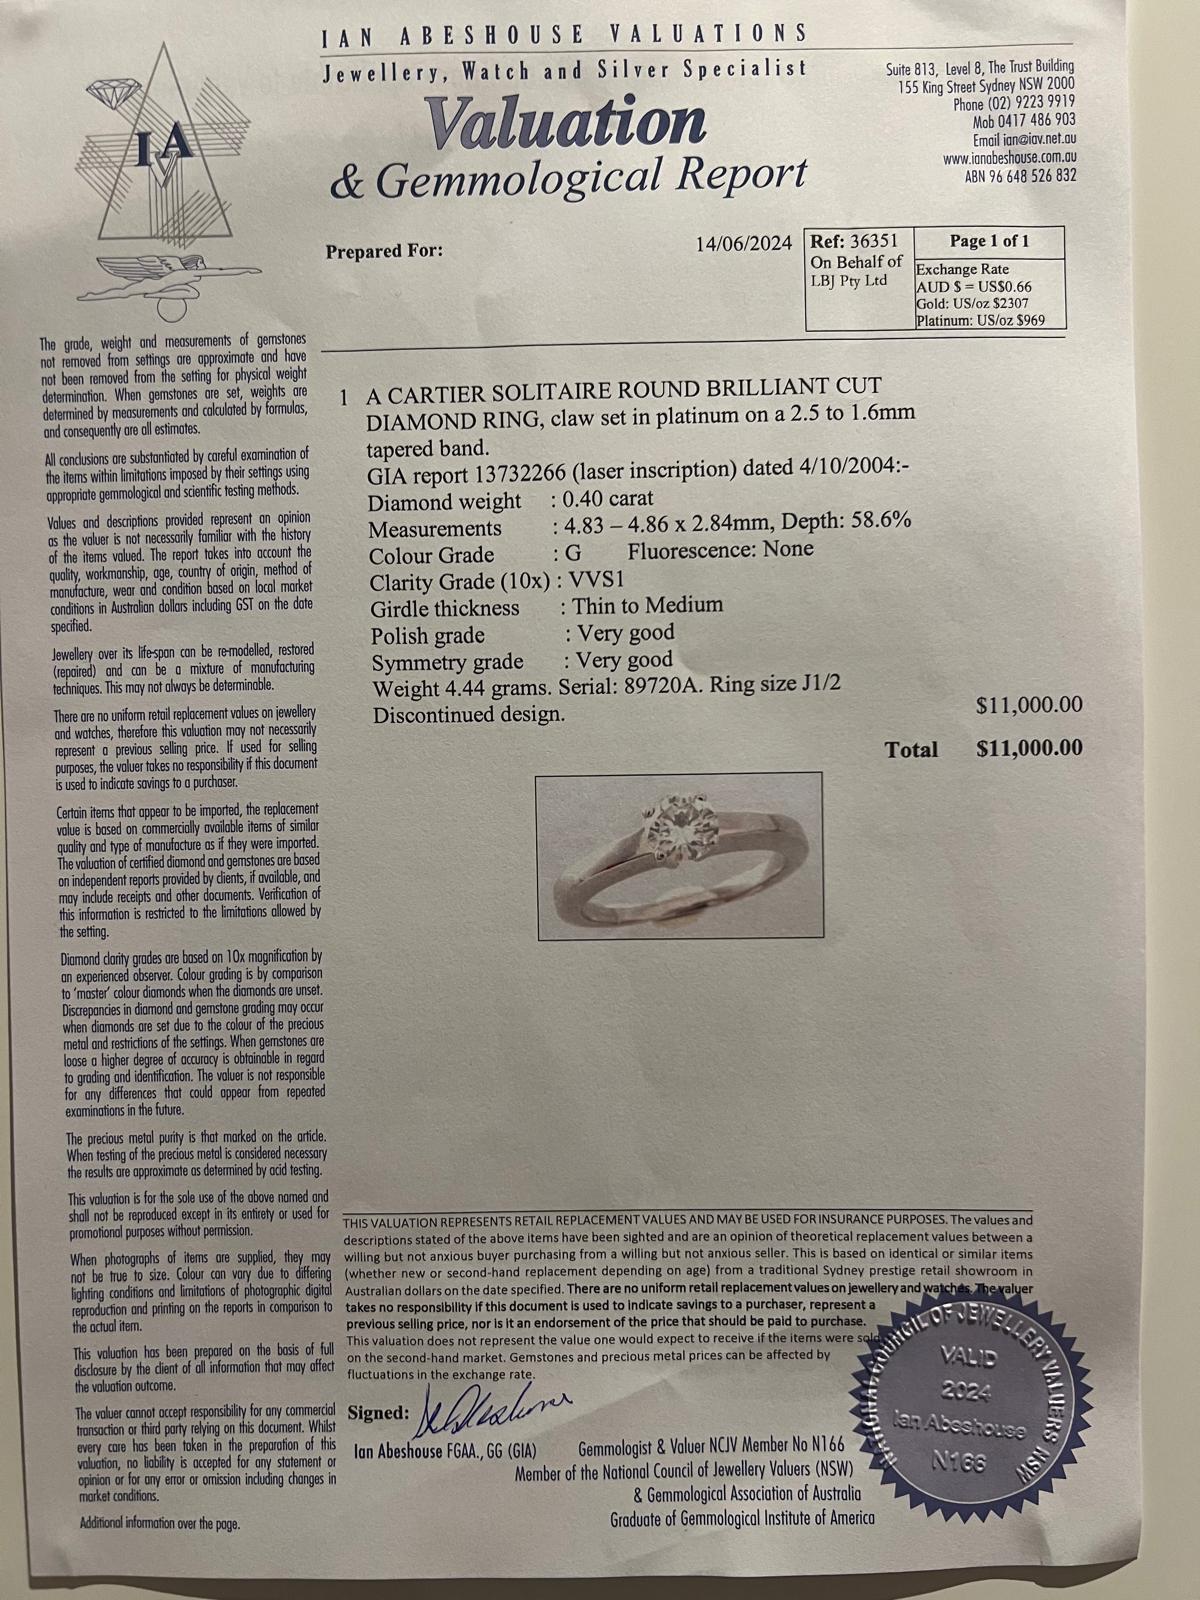 IAN ABESHOUSE VALUATIONS
Jewellery, Watch and Silver Specialist
Valuation
& Gemmological Report
Suite 813, Level 8, The Trust Building
155 King Street Sydney NSW 2000
Phone (02) 9223 9919
Mob 0417 486 903
Email ian@iav.net.au
www.ianabeshouse.com.au
ABN 96 648 526 832
IVA
Prepared For:
14/06/2024
Ref: 36351
On Behalf of
LBJ Pty Ltd
Page 1 of 1
Exchange Rate
AUD $ = US$0.66
Gold: US/oz $2307
Platinum: US/oz $969
The grade, weight and measurements of gemstones
not removed from settings are approximate and have
not been removed from the setting for physical weight
determination. When gemstones are set, weights are
determined by measurements and calculated by formulas,
and consequently are all estimates.
All conclusions are substantiated by careful examination of
the items within limitations imposed by their settings using
appropriate gemmological and scientific testing methods.
Values and descriptions provided represent an opinion
as the valuer is not necessarily familiar with the history
of the items valued. The report takes into account the
quality, workmanship, age, country of origin, method of
manufacture, wear and condition based on local market
conditions in Australian dollars including GST on the date
specified.
Jewellery over its life-span can be re-modelled, restored
(repaired) and can be a mixture of manufacturing
techniques. This may not always be determinable.
There are no uniform retail replacement values on jewellery
and watches, therefore this valuation may not necessarily
represent a previous selling price. If used for selling
purposes, the valuer takes no responsibility if this document
is used to indicate savings to a purchaser.
Certain items that appear to be imported, the replacement
value is based on commercially available items of similar
quality and type of manufacture as if they were imported.
The valuation of certified diamond and gemstones are based
on independent reports provided by clients, if available, and
may include receipts and other documents. Verification of
this information is restricted to the limitations allowed by
the setting.
Diamond clarity grades are based on 10x magnification by
an experienced observer. Colour grading is by comparison
to 'master' colour diamonds when the diamonds are unset.
Discrepancies in diamond and gemstone grading may occur
when diamonds are set due to the colour of the precious
metal and restrictions of the settings. When gemstones are
loose a higher degree of accuracy is obtainable in regard
to grading and identification. The valuer is not responsible
for any differences that could appear from repeated
examinations in the future.
The precious metal purity is that marked on the article.
When testing of the precious metal is considered necessary
the results are approximate as determined by acid testing.
This valuation is for the sole use of the above named and
shall not be reproduced except in its entirety or used for
promotional purposes without permission.
When photographs of items are supplied, they may
not be true to size. Colour can vary due to differing
lighting conditions and limitations of photographic digital
reproduction and printing on the reports in comparison to
the actual item.
This valuation has been prepared on the basis of full
disclosure by the client of all information that may affect
the valuation outcome.
The valuer cannot accept responsibility for any commercial
transaction or third party relying on this document. Whilst
every care has been taken in the preparation of this
valuation, no liability is accepted for any statement or
opinion or for any error or omission including changes in
market conditions.
Additional information over the page.
1 A CARTIER SOLITAIRE ROUND BRILLIANT CUT
DIAMOND RING, claw set in platinum on a 2.5 to 1.6mm
tapered band.
GIA report 13732266 (laser inscription) dated 4/10/2004:-
Diamond weight : 0.40 carat
Measurements : 4.83 – 4.86 x 2.84mm, Depth: 58.6%
Colour Grade : G Fluorescence: None
Clarity Grade (10x) : VVS1
Girdle thickness : Thin to Medium
Polish grade : Very good
Symmetry grade : Very good
Weight 4.44 grams. Serial: 89720A. Ring size J1/2
Discontinued design. $11,000.00
Total $11,000.00
THIS VALUATION REPRESENTS RETAIL REPLACEMENT VALUES AND MAY BE USED FOR INSURANCE PURPOSES. The values and
descriptions stated of the above items have been sighted and are an opinion of theoretical replacement values between a
willing but not anxious buyer purchasing from a willing but not anxious seller. This is based on identical or similar items
(whether new or second-hand replacement depending on age) from a traditional Sydney prestige retail showroom in
Australian dollars on the date specified. There are no uniform retail replacement values on jewellery and watches. The valuer
takes no responsibility if this document is used to indicate savings to a purchaser, represent a
previous selling price, nor is it an endorsement of the price that should be paid to purchase.
This valuation does not represent the value one would expect to receive if the items were sold
on the second-hand market. Gemstones and precious metal prices can be affected by
fluctuations in the exchange rate.
Signed:
Ian Abeshouse FGAA., GG (GIA)
Gemmologist & Valuer NCJV Member No N166
Member of the National Council of Jewellery Valuers (NSW)
& Gemmological Association of Australia
Graduate of Gemmological Institute of America
NATIONAL COUNCIL OF JEWELLERY VALUERS NSW
VALID
2024
Ian Abeshouse
N166